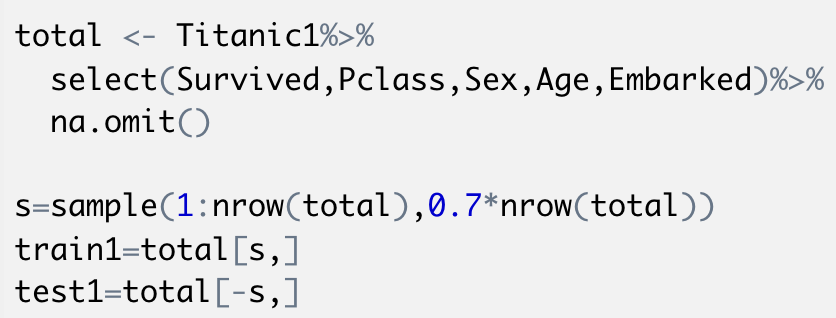 total <- Titanic1%>%
  select(Survived,Pclass,Sex,Age,Embarked)%>%
  na.omit()

s=sample(1:nrow(total),0.7*nrow(total))
train1=total[s,]
test1=total[-s,]